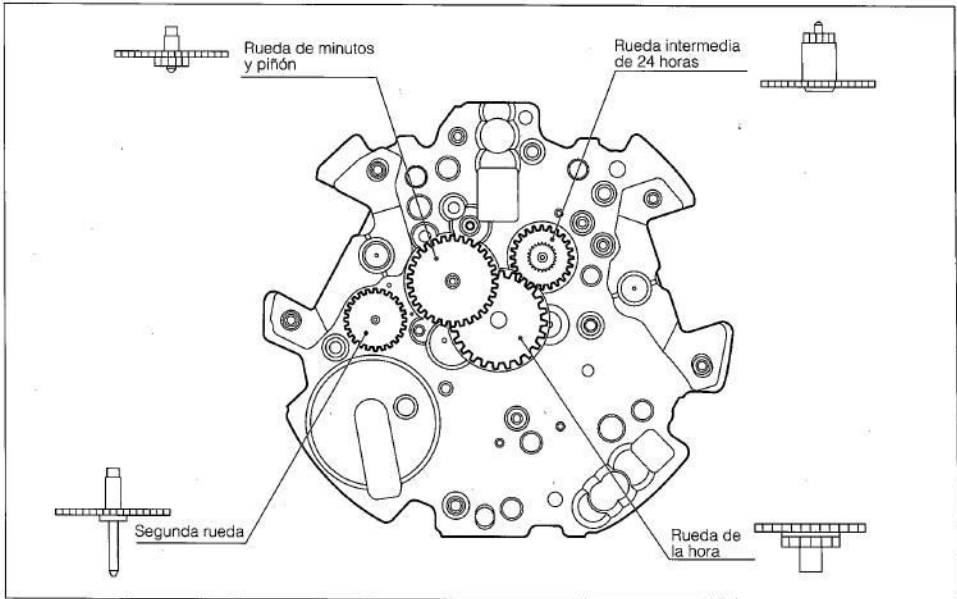 Rueda de minutos
y piñón
Rueda intermedia
de 24 horas
Segunda rueda
Rueda de
la hora